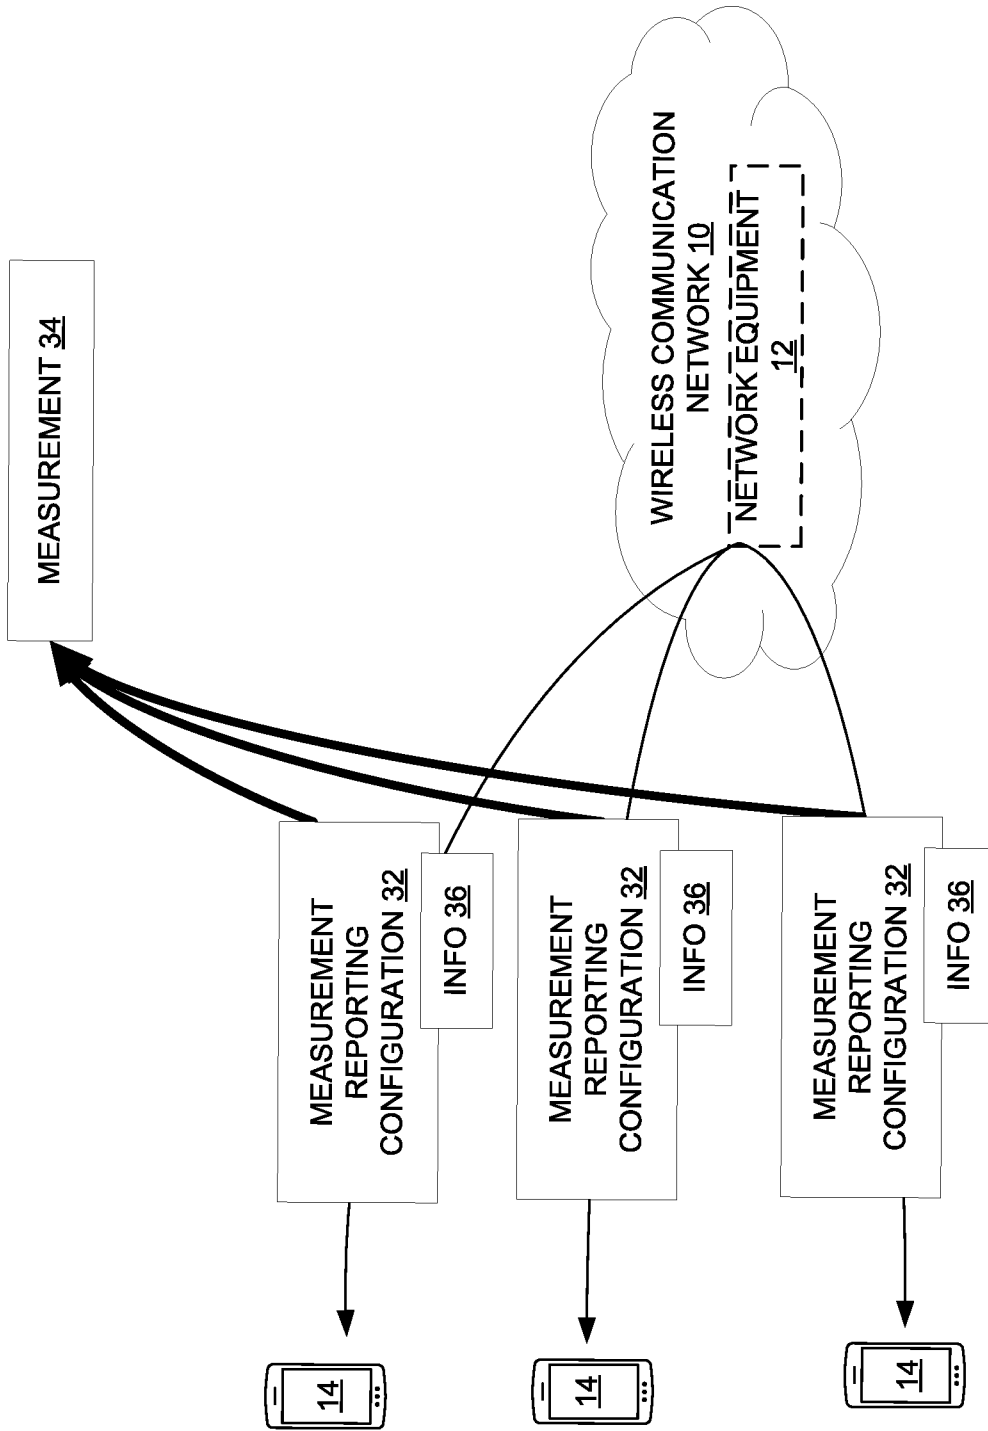 MEASUREMENT 34
WIRELESS COMMUNICATION
NETWORK 10
NETWORK EQUIPMENT
12
MEASUREMENT
REPORTING
CONFIGURATION 32
INFO 36
MEASUREMENT
REPORTING
CONFIGURATION 32
INFO 36
MEASUREMENT
REPORTING
CONFIGURATION 32
INFO 36
14
14
14